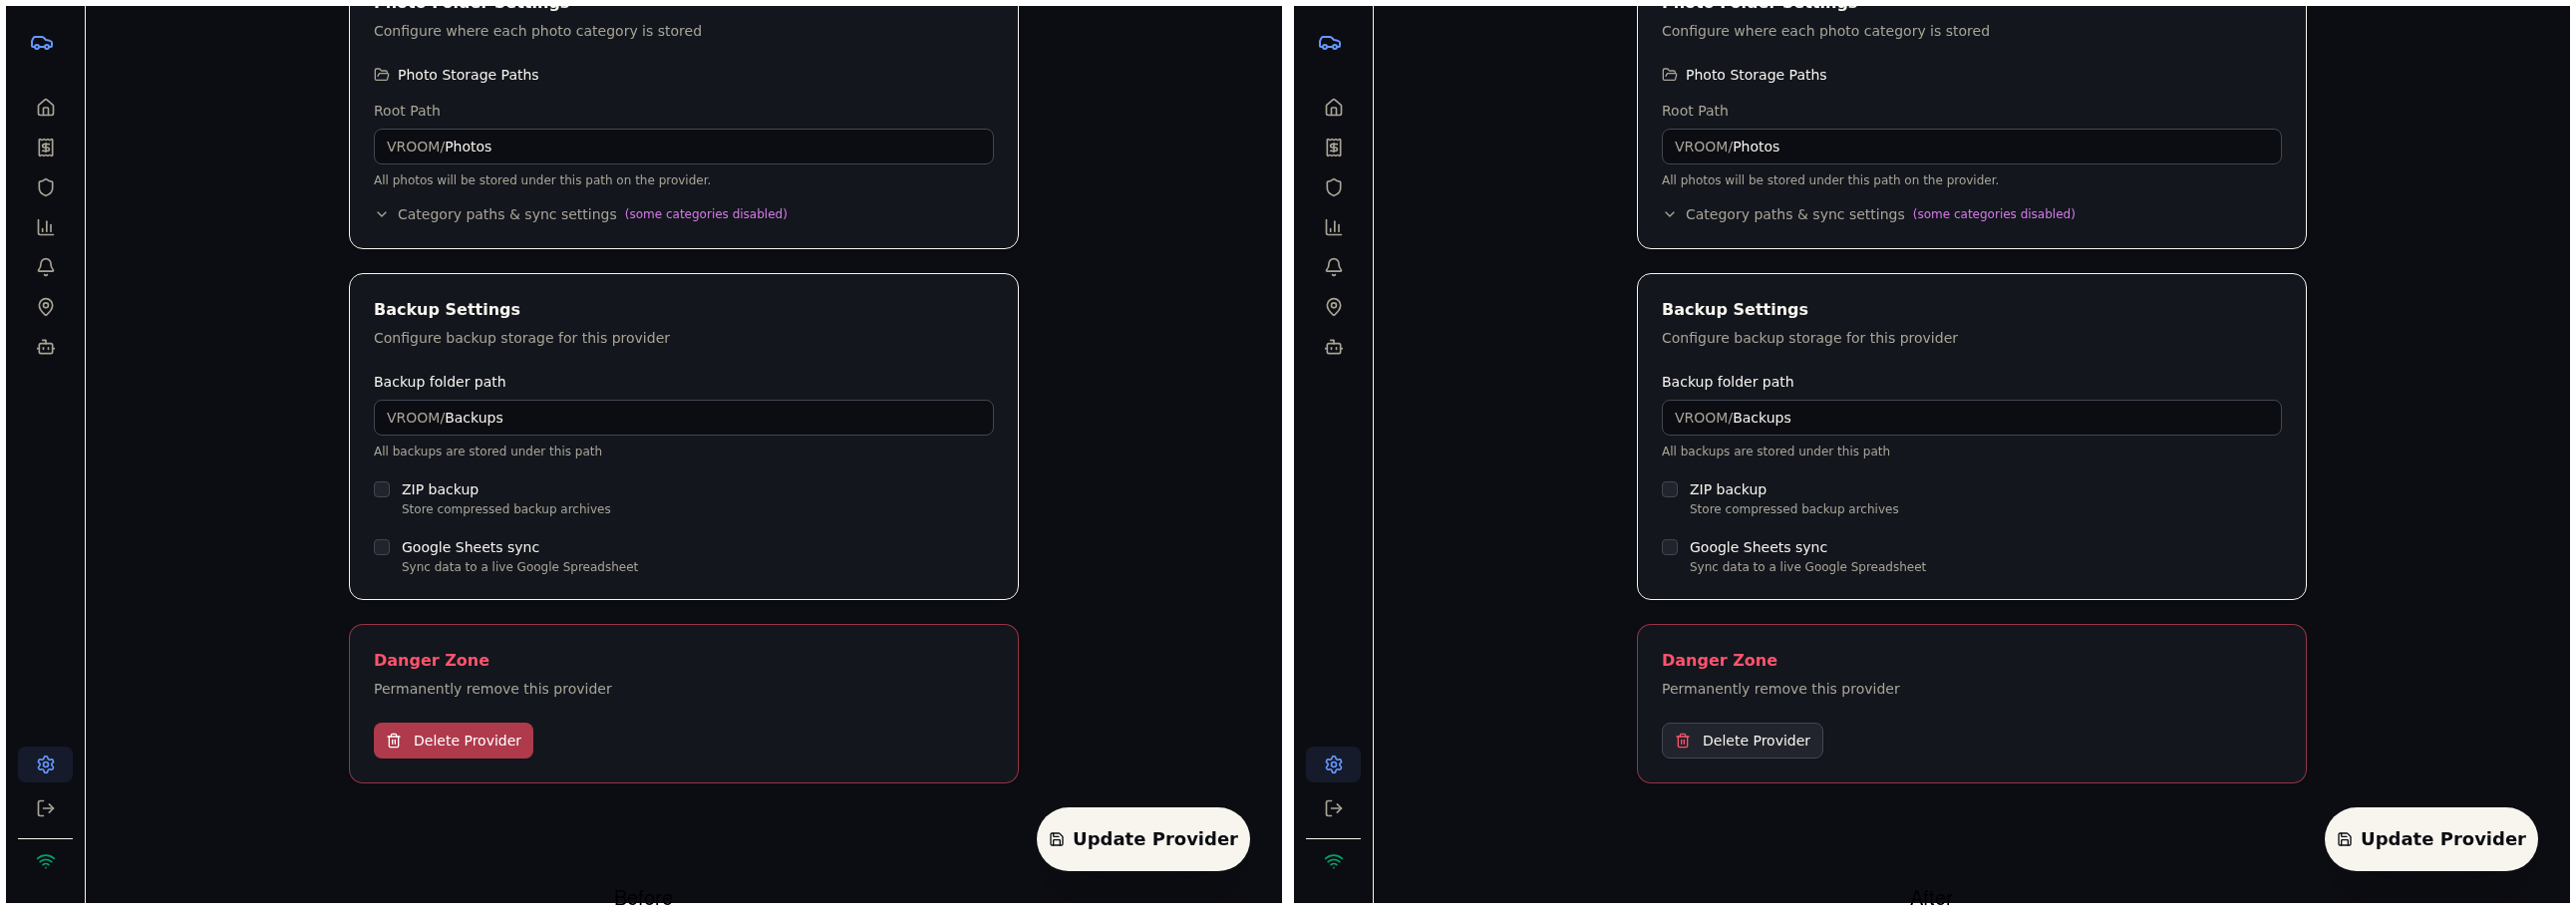 Photo Folder Settings
Configure where each photo category is stored
Photo Storage Paths
Root Path
VROOM/Photos
All photos will be stored under this path on the provider.
Category paths & sync settings (some categories disabled)
Backup Settings
Configure backup storage for this provider
Backup folder path
VROOM/Backups
All backups are stored under this path
ZIP backup
Store compressed backup archives
Google Sheets sync
Sync data to a live Google Spreadsheet
Danger Zone
Permanently remove this provider
Delete Provider
Update Provider
Before
Photo Folder Settings
Configure where each photo category is stored
Photo Storage Paths
Root Path
VROOM/Photos
All photos will be stored under this path on the provider.
Category paths & sync settings (some categories disabled)
Backup Settings
Configure backup storage for this provider
Backup folder path
VROOM/Backups
All backups are stored under this path
ZIP backup
Store compressed backup archives
Google Sheets sync
Sync data to a live Google Spreadsheet
Danger Zone
Permanently remove this provider
Delete Provider
Update Provider
After